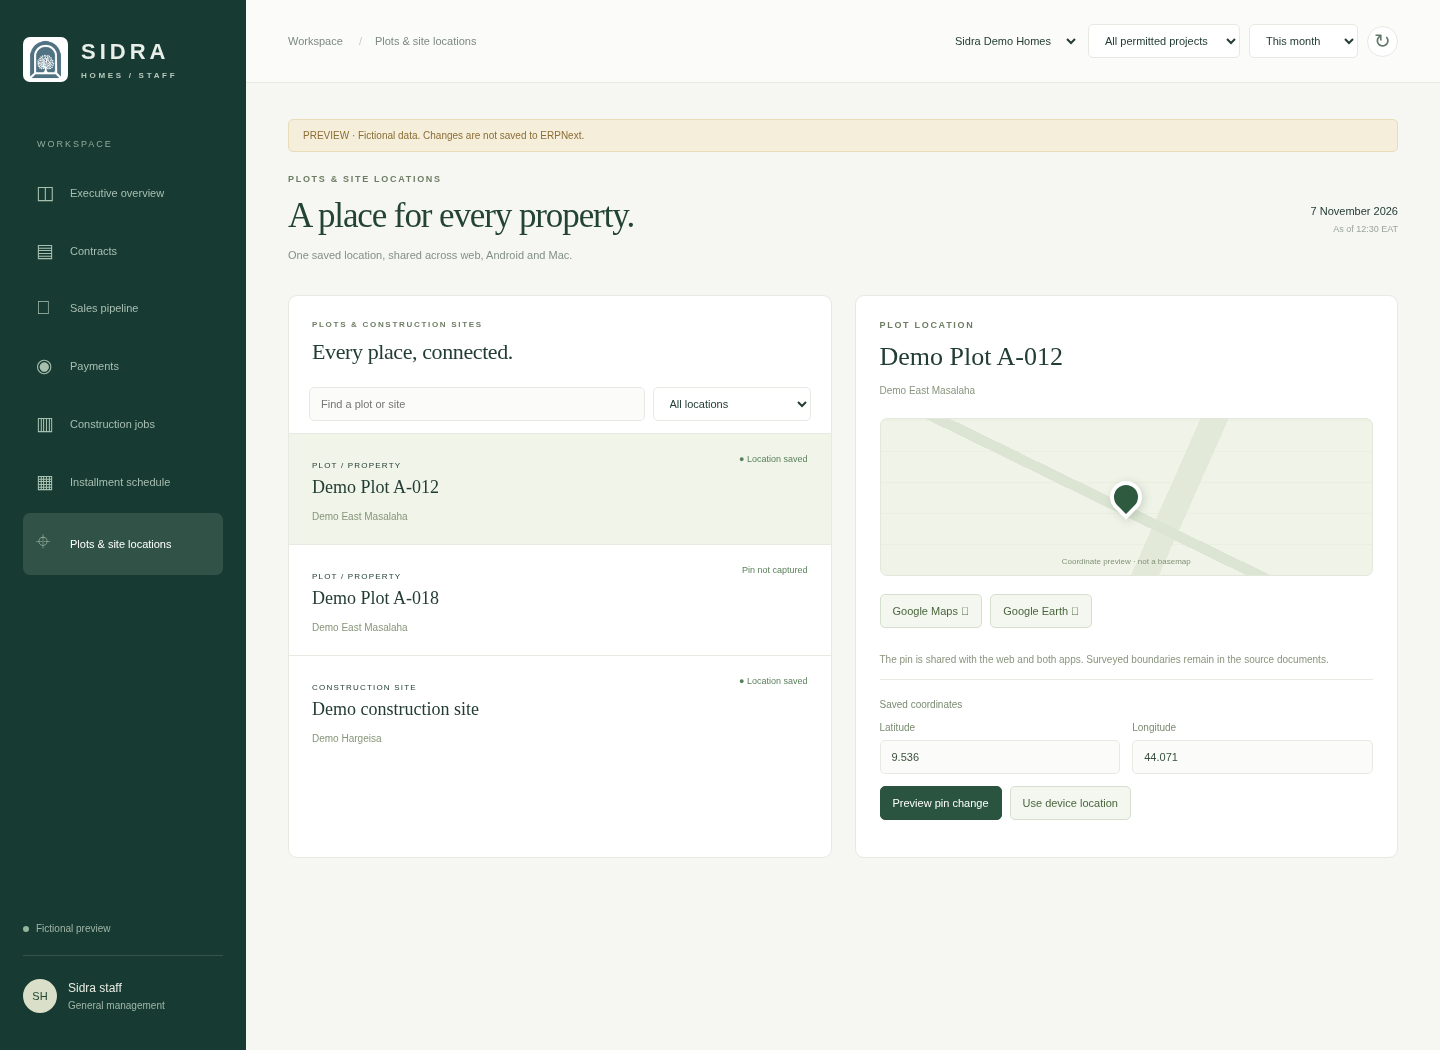 SIDRA
HOMES / STAFF
WORKSPACE
Executive overview
Contracts
Sales pipeline
Payments
Construction jobs
Installment schedule
Plots & site locations
Fictional preview
SH
Sidra staff
General management
Workspace / Plots & site locations
Sidra Demo Homes
All permitted projects
This month
PREVIEW · Fictional data. Changes are not saved to ERPNext.
PLOTS & SITE LOCATIONS
A place for every property.
One saved location, shared across web, Android and Mac.
7 November 2026
As of 12:30 EAT
PLOTS & CONSTRUCTION SITES
Every place, connected.
Find a plot or site
All locations
PLOT / PROPERTY
● Location saved
Demo Plot A-012
Demo East Masalaha
PLOT / PROPERTY
Pin not captured
Demo Plot A-018
Demo East Masalaha
CONSTRUCTION SITE
● Location saved
Demo construction site
Demo Hargeisa
PLOT LOCATION
Demo Plot A-012
Demo East Masalaha
Coordinate preview · not a basemap
Google Maps
Google Earth
The pin is shared with the web and both apps. Surveyed boundaries remain in the source documents.
Saved coordinates
Latitude
Longitude
9.536
44.071
Preview pin change
Use device location